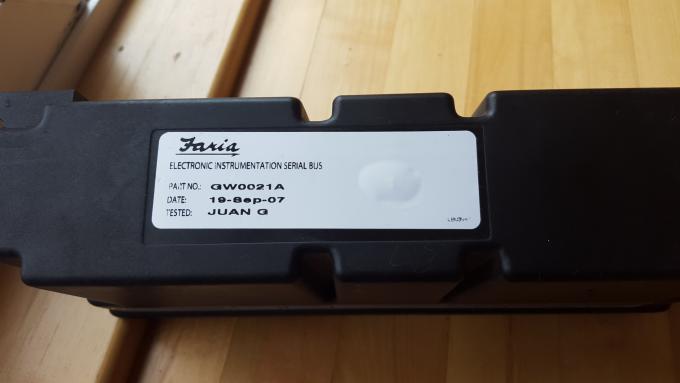 Faria
ELECTRONIC INSTRUMENTATION SERIAL BUS
PART NO.: GW0021A
DATE: 19-Sep-07
TESTED: JUAN G